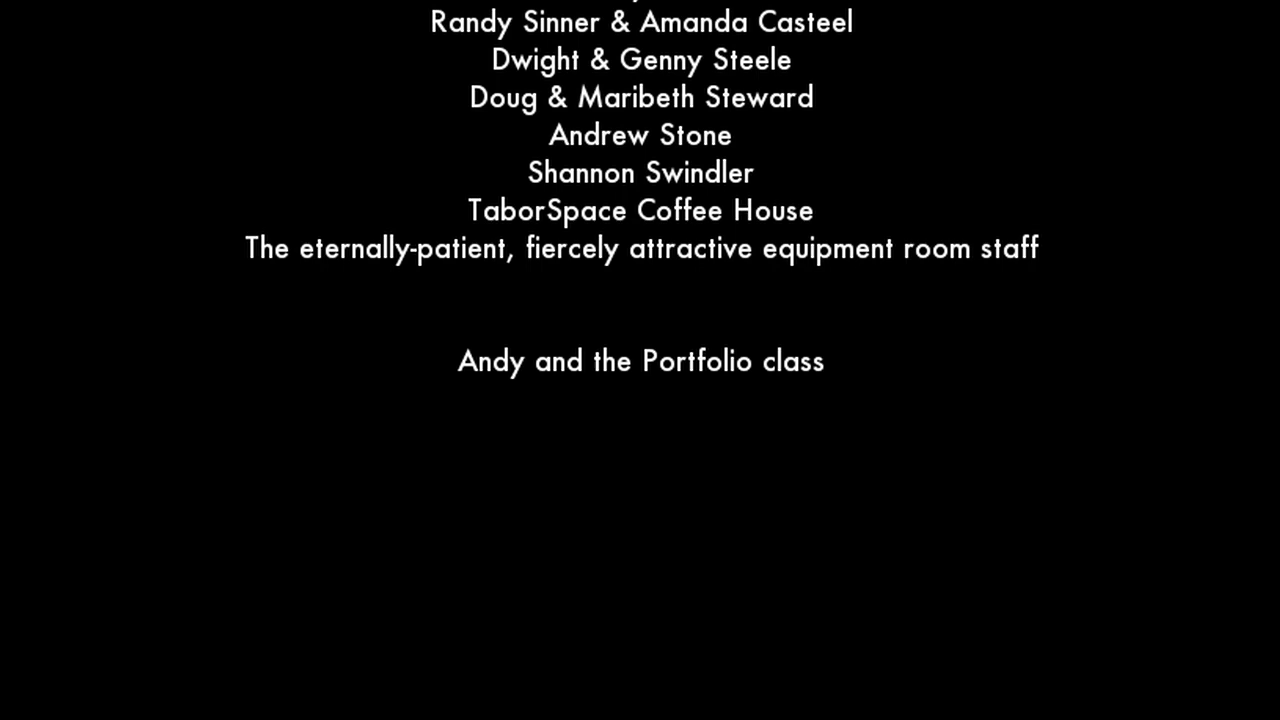 Randy Sinner & Amanda Casteel
Dwight & Genny Steele
Doug & Maribeth Steward
Andrew Stone
Shannon Swindler
TaborSpace Coffee House
The eternally-patient, fiercely attractive equipment room staff
Andy and the Portfolio class